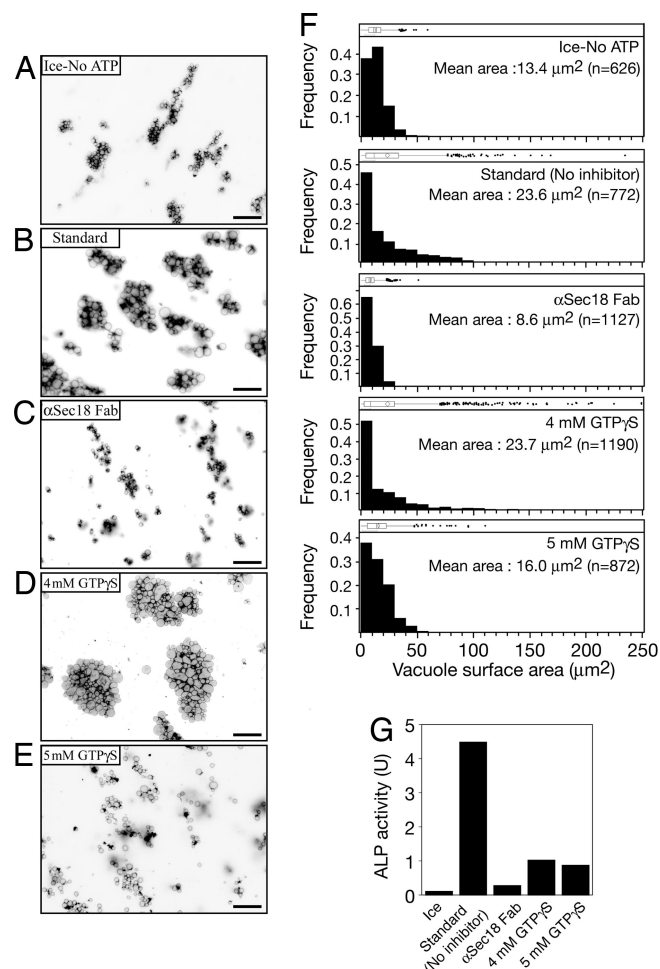 A
Ice-No ATP
B
Standard
C
αSec18 Fab
D
4mM GTPγS
E
5mM GTPγS
F
Frequency
0.4
0.3
0.2
0.1
Ice-No ATP
Mean area :13.4 μm2 (n=626)
Frequency
0.5
0.4
0.3
0.2
0.1
Standard (No inhibitor)
Mean area : 23.6 μm2 (n=772)
Frequency
0.6
0.5
0.4
0.3
0.2
0.1
αSec18 Fab
Mean area : 8.6 μm2 (n=1127)
Frequency
0.5
0.4
0.3
0.2
0.1
4 mM GTPγS
Mean area : 23.7 μm2 (n=1190)
Frequency
0.4
0.3
0.2
0.1
5 mM GTPγS
Mean area : 16.0 μm2 (n=872)
0 50 100 150 200 250
Vacuole surface area (μm2)
G
ALP activity (U)
5
4
3
2
1
0
Ice
Standard
(No inhibitor)
αSec18 Fab
4 mM GTPγS
5 mM GTPγS